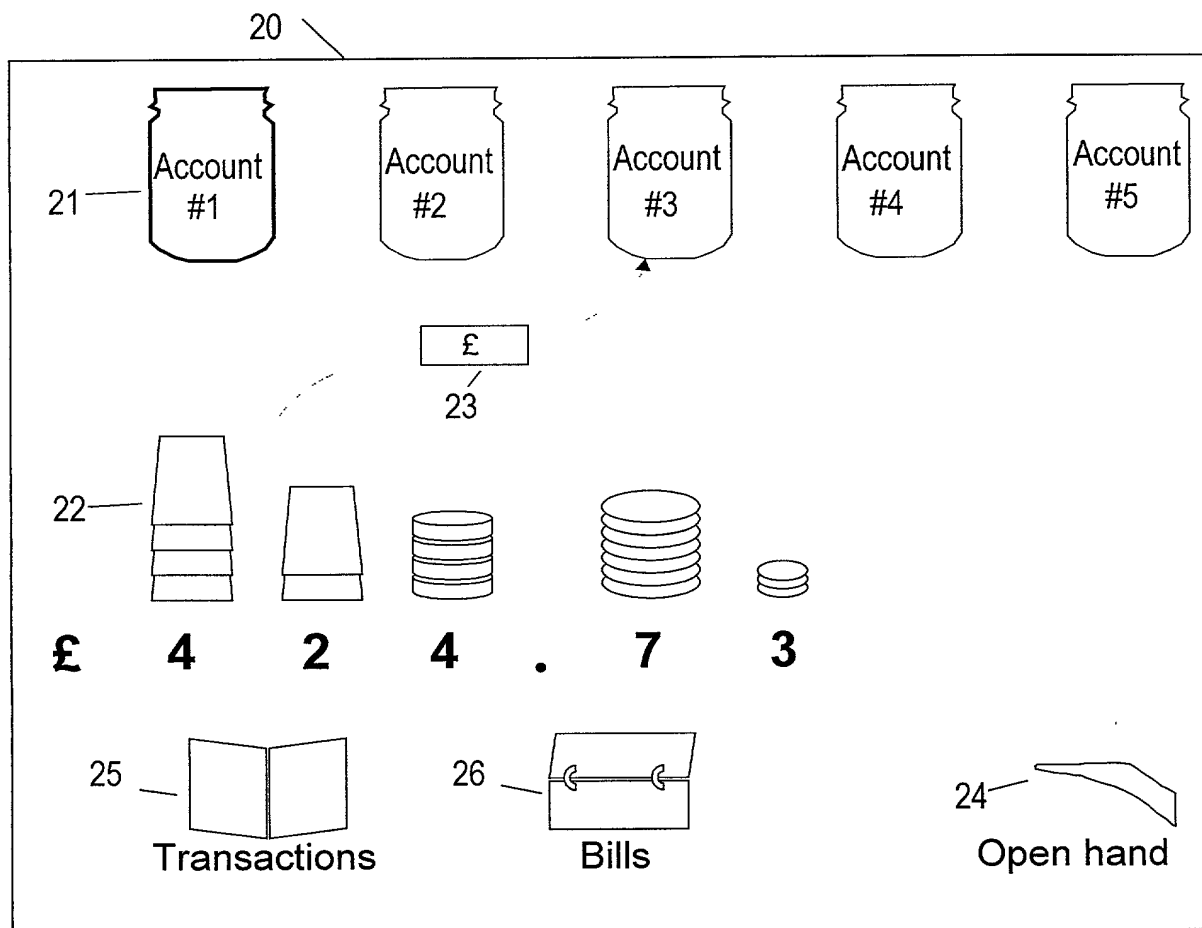 20
Account #1
Account #2
Account #3
Account #4
Account #5
21
£
23
22
£ 4 2 4 . 7 3
25
26
24
Transactions
Bills
Open hand